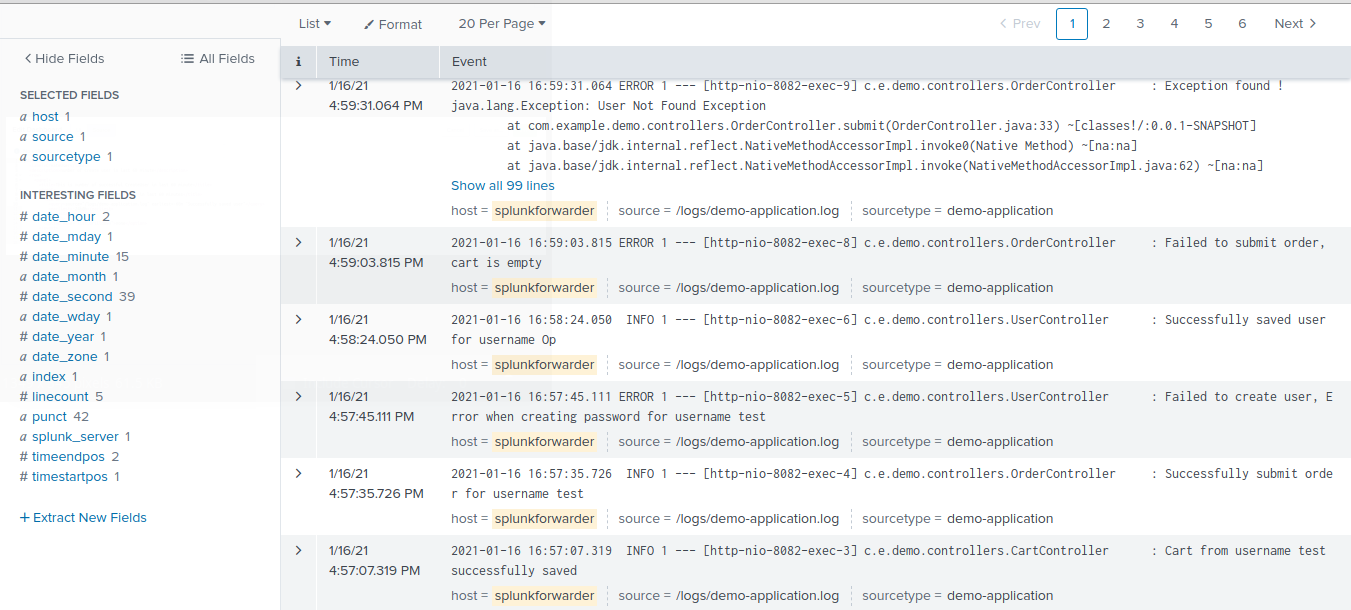 List ▾ Format 20 Per Page ▾ < Prev 1 2 3 4 5 6 Next >
< Hide Fields All Fields
i Time Event
SELECTED FIELDS
a host 1
a source 1
a sourcetype 1
INTERESTING FIELDS
# date_hour 2
# date_mday 1
# date_minute 15
a date_month 1
# date_second 39
a date_wday 1
# date_year 1
a date_zone 1
a index 1
# linecount 5
a punct 42
a splunk_server 1
# timeendpos 2
# timestartpos 1
+ Extract New Fields
> 1/16/21 2021-01-16 16:59:31.064 ERROR 1 --- [http-nio-8082-exec-9] c.e.demo.controllers.OrderController : Exception found !
4:59:31.064 PM java.lang.Exception: User Not Found Exception
at com.example.demo.controllers.OrderController.submit(OrderController.java:33) ~[classes!/:0.0.1-SNAPSHOT]
at java.base/jdk.internal.reflect.NativeMethodAccessorImpl.invoke0(Native Method) ~[na:na]
at java.base/jdk.internal.reflect.NativeMethodAccessorImpl.invoke(NativeMethodAccessorImpl.java:62) ~[na:na]
Show all 99 lines
host = splunkforwarder source = /logs/demo-application.log sourcetype = demo-application
> 1/16/21 2021-01-16 16:59:03.815 ERROR 1 --- [http-nio-8082-exec-8] c.e.demo.controllers.OrderController : Failed to submit order,
4:59:03.815 PM cart is empty
host = splunkforwarder source = /logs/demo-application.log sourcetype = demo-application
> 1/16/21 2021-01-16 16:58:24.050 INFO 1 --- [http-nio-8082-exec-6] c.e.demo.controllers.UserController : Successfully saved user
4:58:24.050 PM for username Op
host = splunkforwarder source = /logs/demo-application.log sourcetype = demo-application
> 1/16/21 2021-01-16 16:57:45.111 ERROR 1 --- [http-nio-8082-exec-5] c.e.demo.controllers.UserController : Failed to create user, E
4:57:45.111 PM rror when creating password for username test
host = splunkforwarder source = /logs/demo-application.log sourcetype = demo-application
> 1/16/21 2021-01-16 16:57:35.726 INFO 1 --- [http-nio-8082-exec-4] c.e.demo.controllers.OrderController : Successfully submit orde
4:57:35.726 PM r for username test
host = splunkforwarder source = /logs/demo-application.log sourcetype = demo-application
> 1/16/21 2021-01-16 16:57:07.319 INFO 1 --- [http-nio-8082-exec-3] c.e.demo.controllers.CartController : Cart from username test
4:57:07.319 PM successfully saved
host = splunkforwarder source = /logs/demo-application.log sourcetype = demo-application